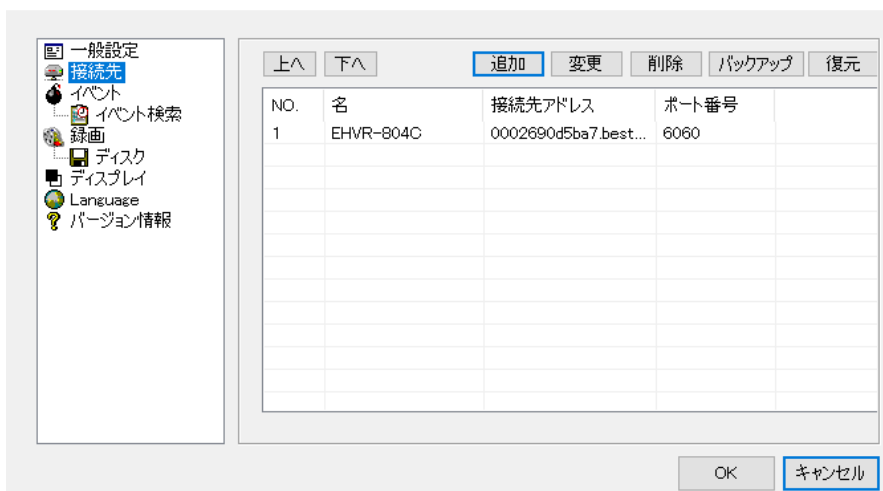 一般設定
接続先
イベント
イベント検索
録画
ディスク
ディスプレイ
Language
バージョン情報
上へ 下へ 追加 変更 削除 バックアップ 復元
NO. 名 接続先アドレス ポート番号
1 EHVR-804C 0002690d5ba7.best... 6060
OK キャンセル